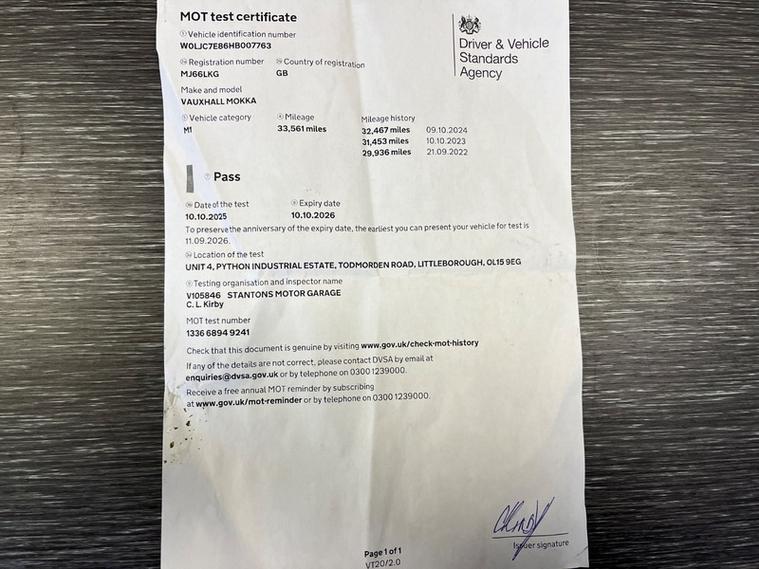 MOT test certificate
Vehicle identification number
W0LJC7E86HB007763
Driver & Vehicle
Standards
Agency
Registration number Country of registration
MJ66LKG GB
Make and model
VAUXHALL MOKKA
Vehicle category Mileage Mileage history
M1 33,561 miles 32,467 miles 09.10.2024
31,453 miles 10.10.2023
29,936 miles 21.09.2022
Pass
Date of the test Expiry date
10.10.2025 10.10.2026
To preserve the anniversary of the expiry date, the earliest you can present your vehicle for test is
11.09.2026.
Location of the test
UNIT 4, PYTHON INDUSTRIAL ESTATE, TODMORDEN ROAD, LITTLEBOROUGH, OL15 9EG
Testing organisation and inspector name
V105846 STANTONS MOTOR GARAGE
C. L. Kirby
MOT test number
1336 6894 9241
Check that this document is genuine by visiting www.gov.uk/check-mot-history
If any of the details are not correct, please contact DVSA by email at
enquiries@dvsa.gov.uk or by telephone on 0300 1239000.
Receive a free annual MOT reminder by subscribing
at www.gov.uk/mot-reminder or by telephone on 0300 1239000.
Issuer signature
Page 1 of 1
VT20/2.0